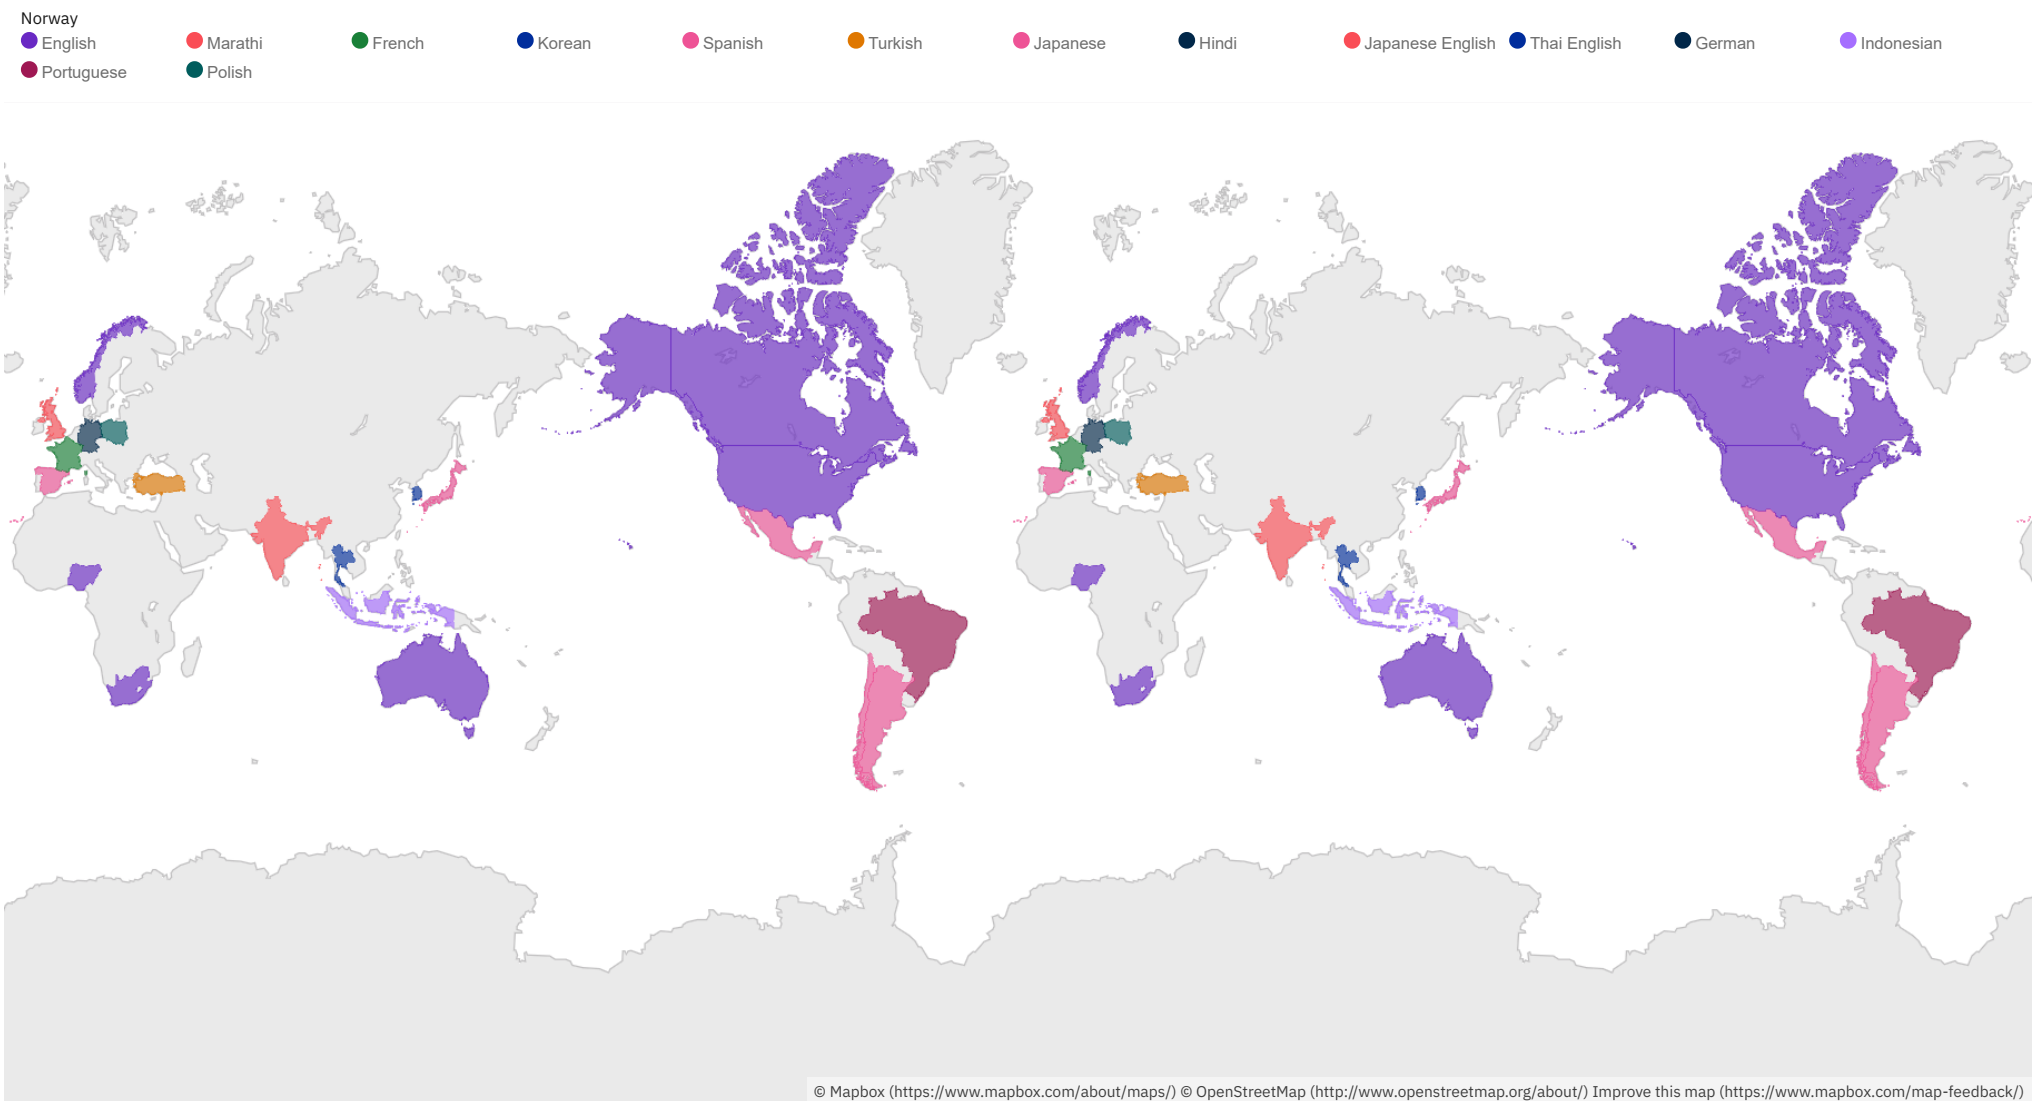 Norway
English Marathi French Korean Spanish Turkish Japanese Hindi Japanese English Thai English German Indonesian
Portuguese Polish
© Mapbox (https://www.mapbox.com/about/maps/) © OpenStreetMap (http://www.openstreetmap.org/about/) Improve this map (https://www.mapbox.com/map-feedback/)